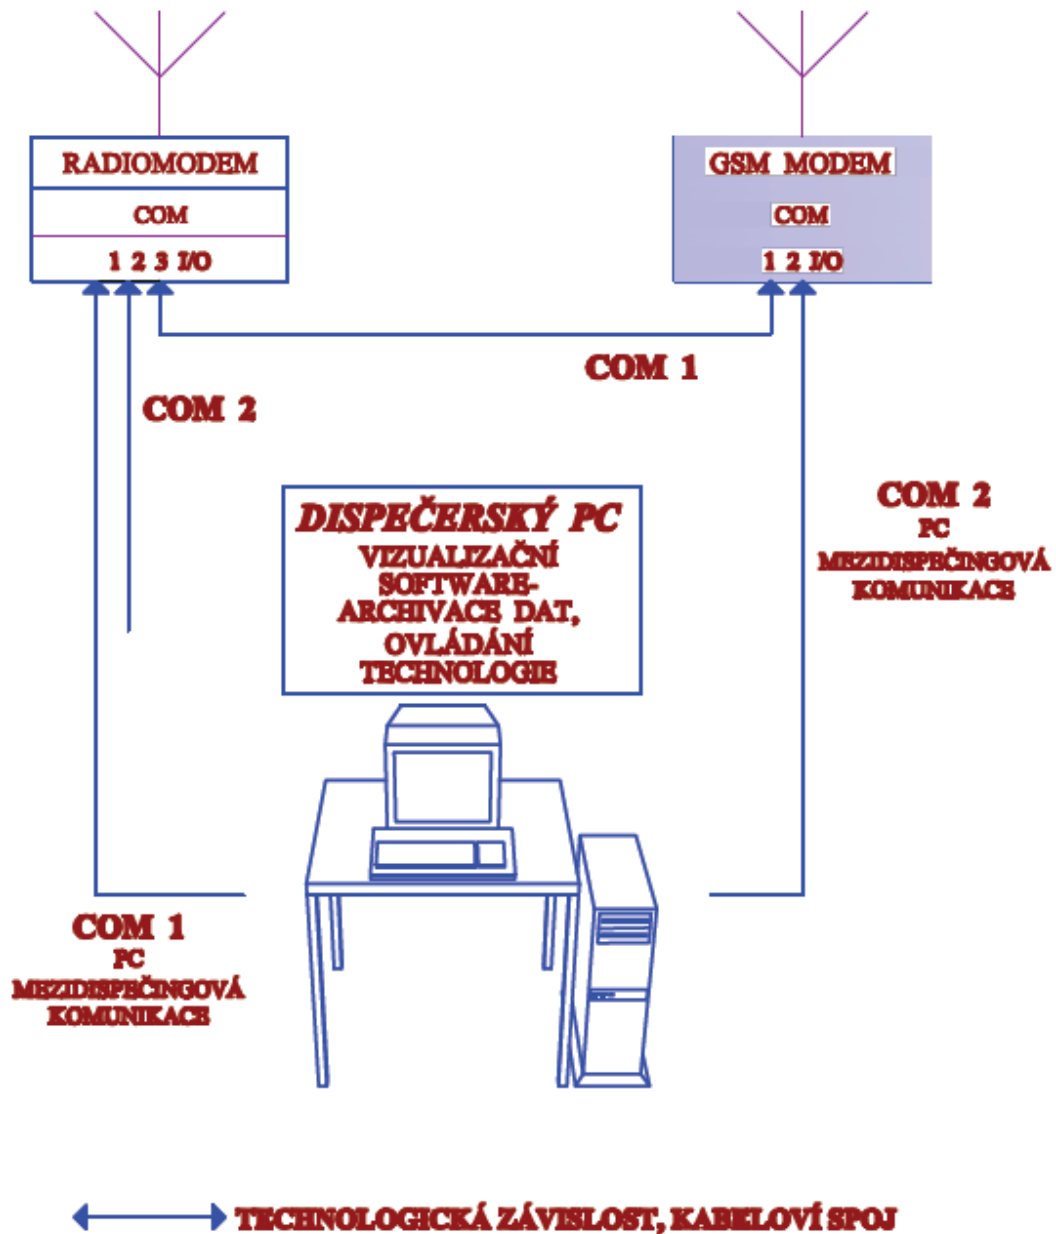 RADIOMODEM
COM
1 2 3 I/O
GSM MODEM
COM
1 2 I/O
COM 1
COM 2
COM 2
PC
MEZIDISPEČINGOVÁ
KOMUNIKACE
DISPEČERSKÝ PC
VIZUALIZAČNÍ
SOFTWARE-
ARCHIVACE DAT,
OVLÁDÁNÍ
TECHNOLOGIE
COM 1
PC
MEZIDISPEČINGOVÁ
KOMUNIKACE
TECHNOLOGICKÁ ZÁVISLOST, KABELOVÍ SPOJ